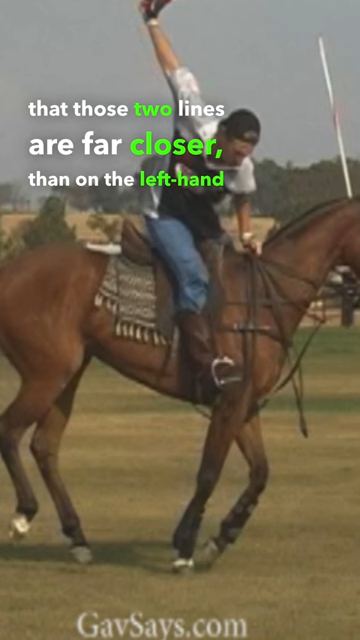 that those two lines
are far closer,
than on the left-hand
GavSays.com